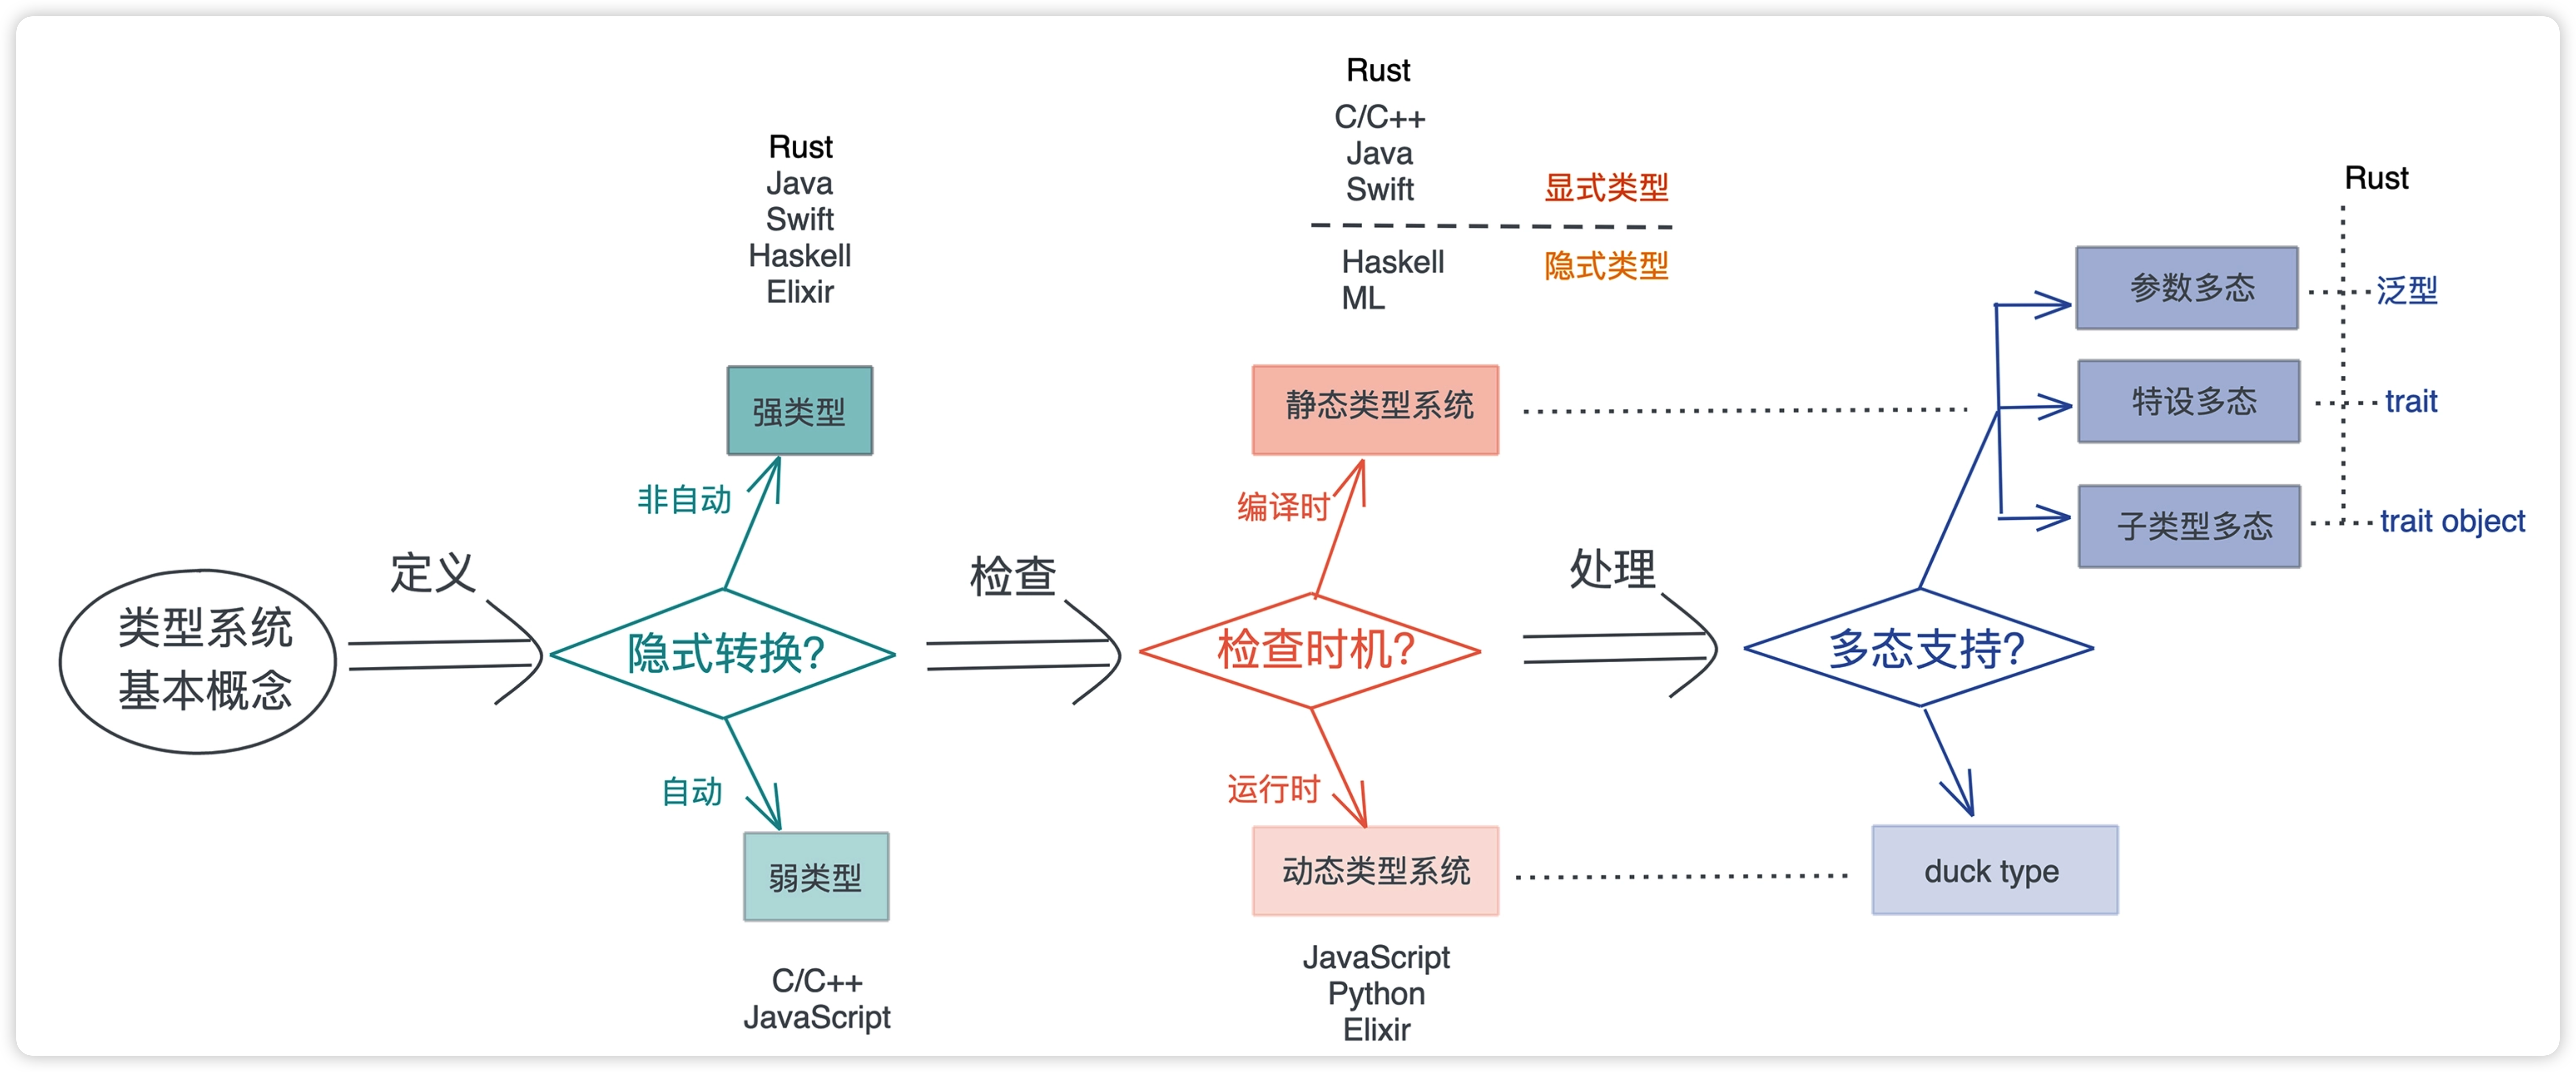 类型系统
基本概念
定义
隐式转换?
非自动
强类型
Rust
Java
Swift
Haskell
Elixir
自动
弱类型
C/C++
JavaScript
检查
检查时机?
编译时
静态类型系统
Rust
C/C++
Java
Swift
显式类型
Haskell
ML
隐式类型
运行时
动态类型系统
JavaScript
Python
Elixir
处理
多态支持?
Rust
参数多态
泛型
特设多态
trait
子类型多态
trait object
duck type